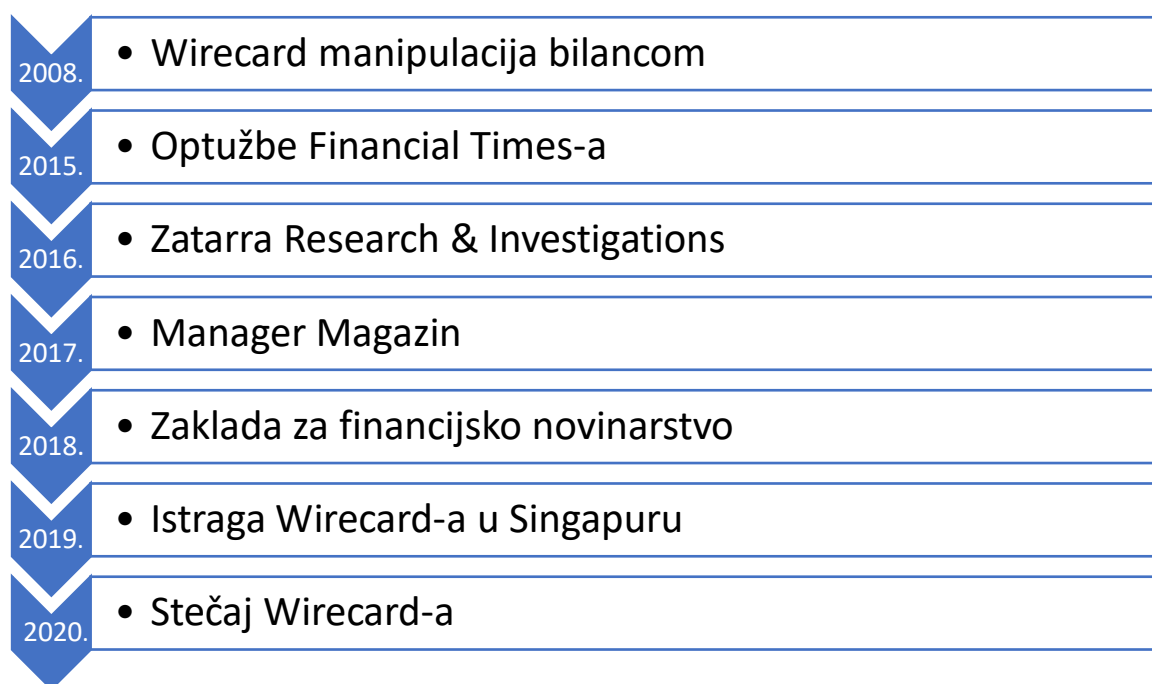 2008.
• Wirecard manipulacija bilancom
2015.
• Optužbe Financial Times-a
2016.
• Zatarra Research & Investigations
2017.
• Manager Magazin
2018.
• Zaklada za financijsko novinarstvo
2019.
• Istraga Wirecard-a u Singapuru
2020.
• Stečaj Wirecard-a